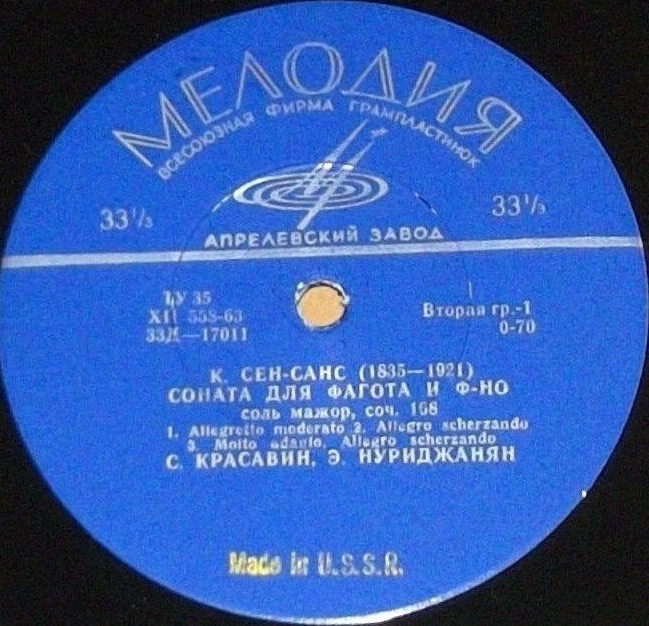 МЕЛОДИЯ
ВСЕСОЮЗНАЯ ФИРМА ГРАМПЛАСТИНОК
33⅓ 33⅓
АПРЕЛЕВСКИЙ ЗАВОД
ТУ 35
XII 558-63
33Д—17011
Вторая гр.-1
0-70
К. СЕН-САНС (1835—1921)
СОНАТА ДЛЯ ФАГОТА И Ф-НО
соль мажор, соч. 168
1. Allegretto moderato 2. Allegro scherzando
3. Molto adagio, Allegro scherzando
С. КРАСАВИН, Э. НУРИДЖАНЯН
Made in U.S.S.R.